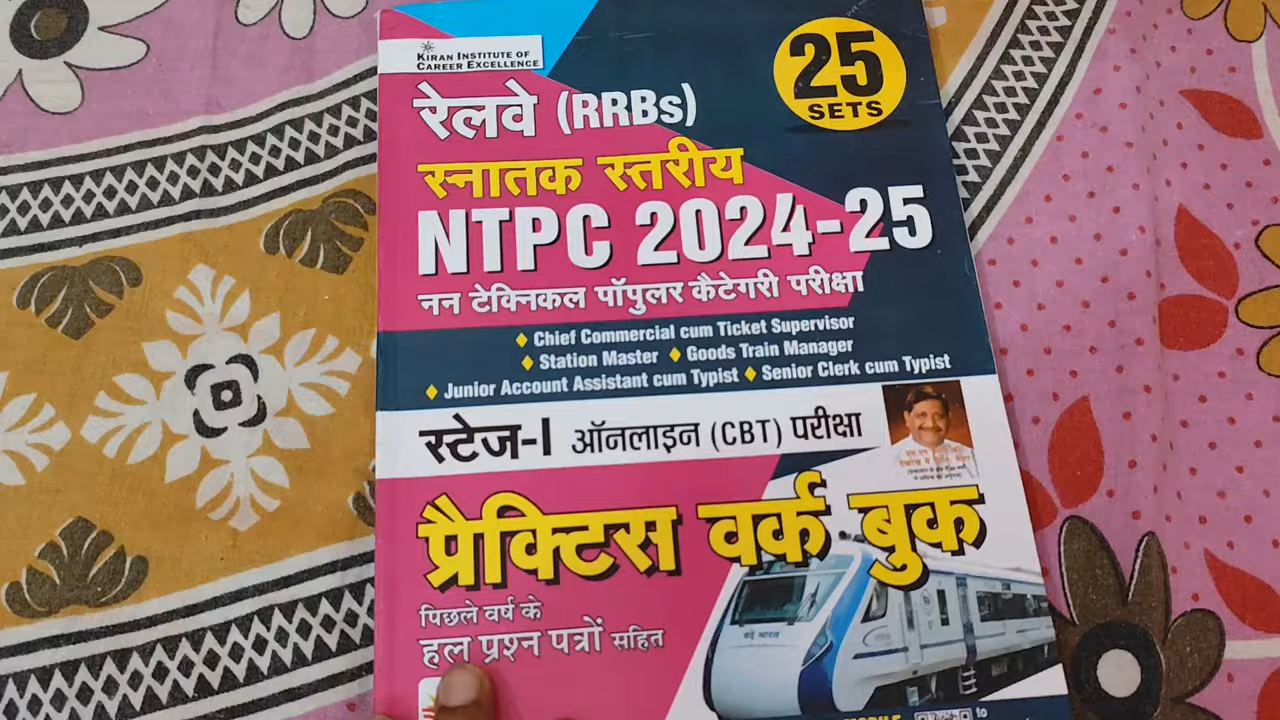 KIRAN INSTITUTE OF
CAREER EXCELLENCE
25
SETS
रेलवे (RRBs)
स्नातक स्तरीय
NTPC 2024-25
नन टेक्निकल पॉपुलर कैटेगरी परीक्षा
Chief Commercial cum Ticket Supervisor
Station Master ♦ Goods Train Manager
Junior Account Assistant cum Typist ♦ Senior Clerk cum Typist
स्टेज-I ऑनलाइन (CBT) परीक्षा
प्रैक्टिस वर्क बुक
पिछले वर्ष के
हल प्रश्न पत्रों सहित
वंदे भारत
to